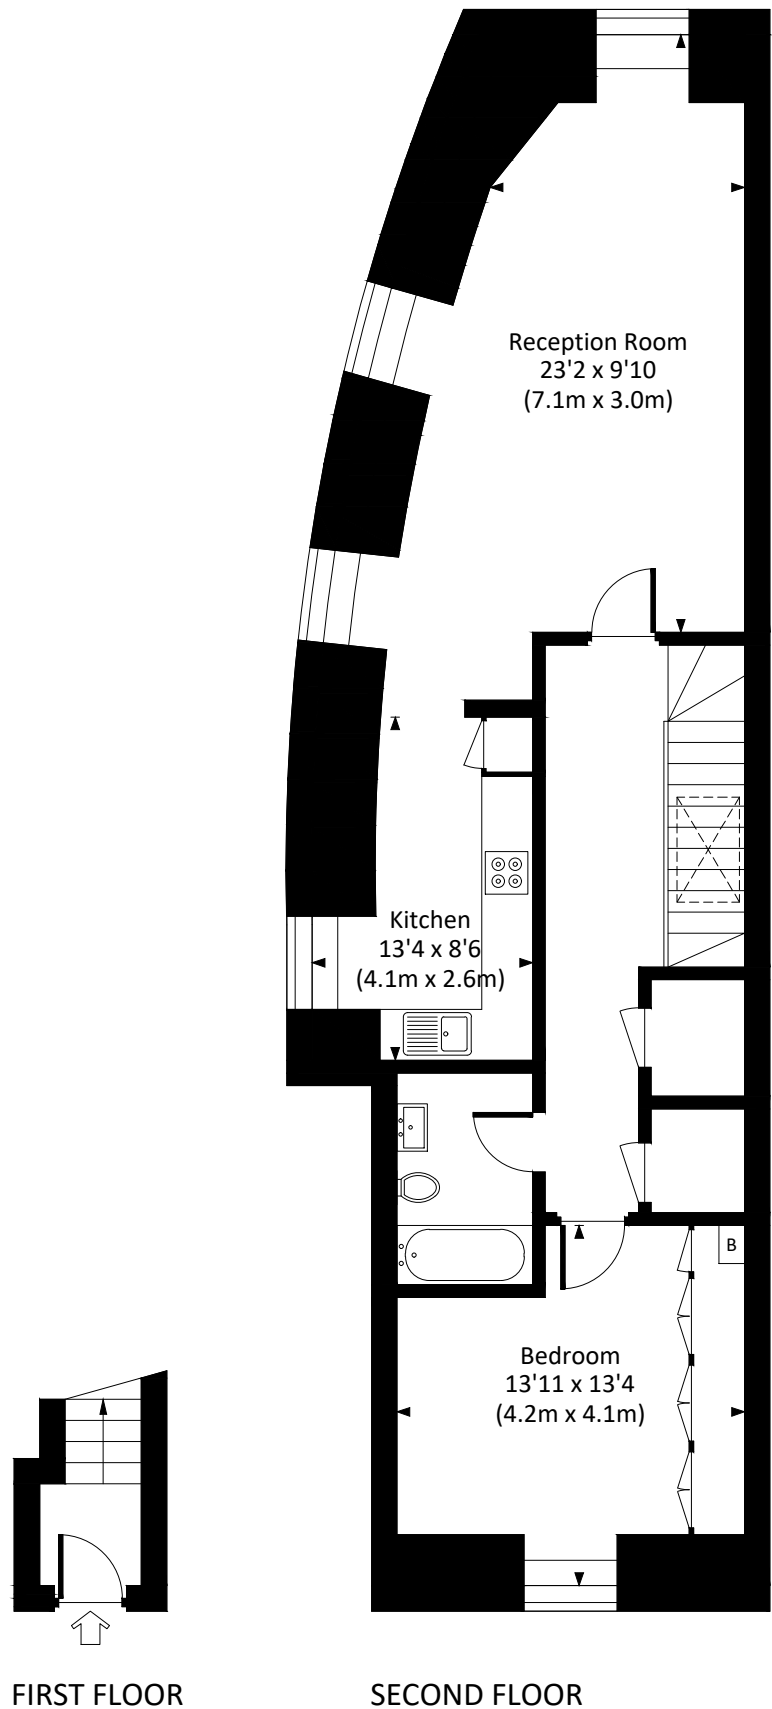 Reception Room
23'2 x 9'10
(7.1m x 3.0m)
Kitchen
13'4 x 8'6
(4.1m x 2.6m)
B
Bedroom
13'11 x 13'4
(4.2m x 4.1m)
FIRST FLOOR
SECOND FLOOR